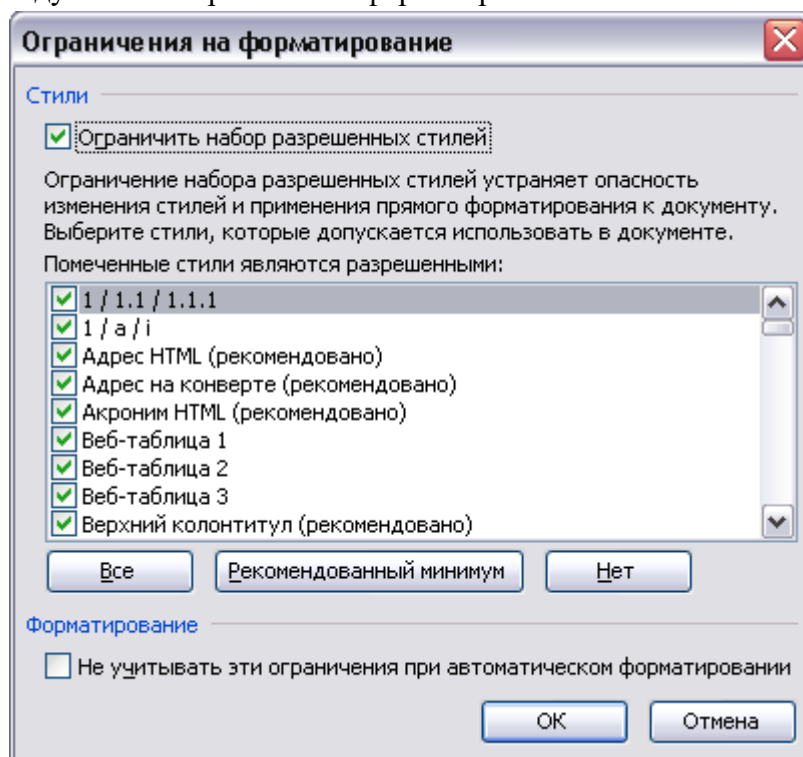 Ограничения на форматирование
Стили
Ограничить набор разрешенных стилей
Ограничение набора разрешенных стилей устраняет опасность
изменения стилей и применения прямого форматирования к документу.
Выберите стили, которые допускается использовать в документе.
Помеченные стили являются разрешенными:
1 / 1.1 / 1.1.1
1 / a / i
Адрес HTML (рекомендовано)
Адрес на конверте (рекомендовано)
Акроним HTML (рекомендовано)
Веб-таблица 1
Веб-таблица 2
Веб-таблица 3
Верхний колонтитул (рекомендовано)
Все Рекомендованный минимум Нет
Форматирование
Не учитывать эти ограничения при автоматическом форматировании
ОК Отмена